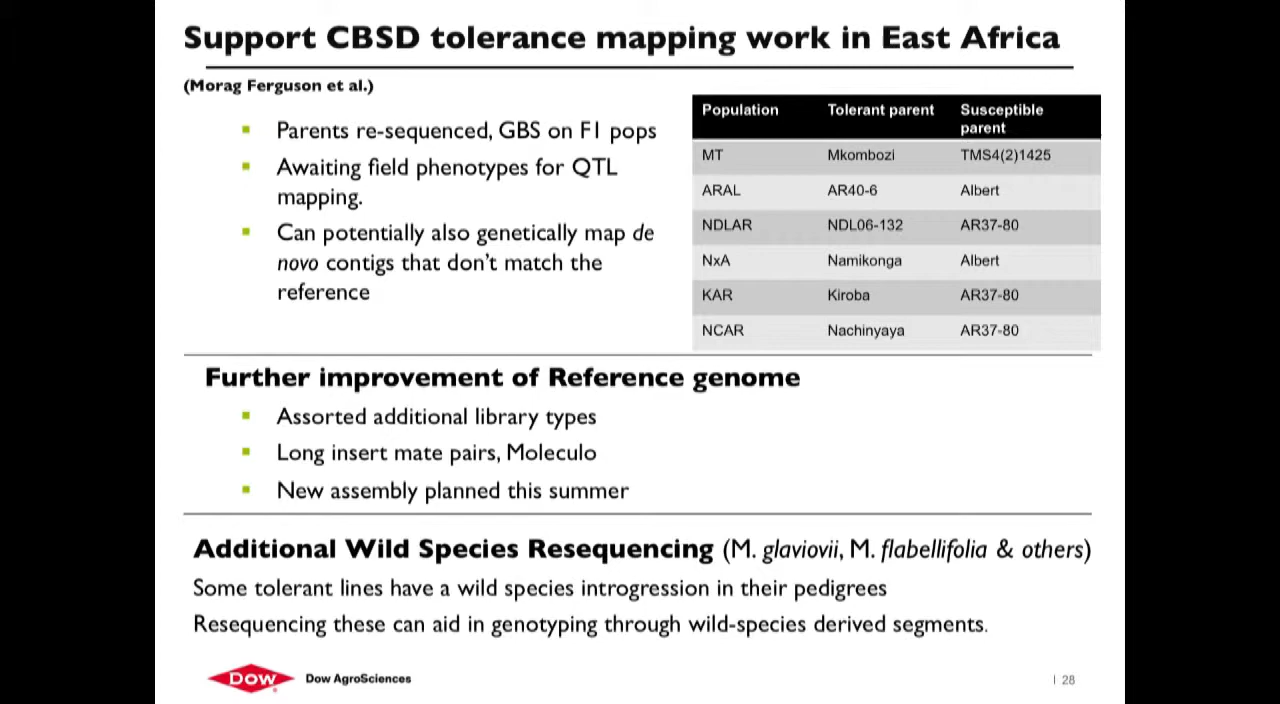 Support CBSD tolerance mapping work in East Africa
(Morag Ferguson et al.)
▪ Parents re-sequenced, GBS on F1 pops
▪ Awaiting field phenotypes for QTL
mapping.
▪ Can potentially also genetically map de
novo contigs that don't match the
reference
Population Tolerant parent Susceptible
parent
MT Mkombozi TMS4(2)1425
ARAL AR40-6 Albert
NDLAR NDL06-132 AR37-80
NxA Namikonga Albert
KAR Kiroba AR37-80
NCAR Nachinyaya AR37-80
Further improvement of Reference genome
▪ Assorted additional library types
▪ Long insert mate pairs, Moleculo
▪ New assembly planned this summer
Additional Wild Species Resequencing (M. glaviovii, M. flabellifolia & others)
Some tolerant lines have a wild species introgression in their pedigrees
Resequencing these can aid in genotyping through wild-species derived segments.
DOW Dow AgroSciences
| 28